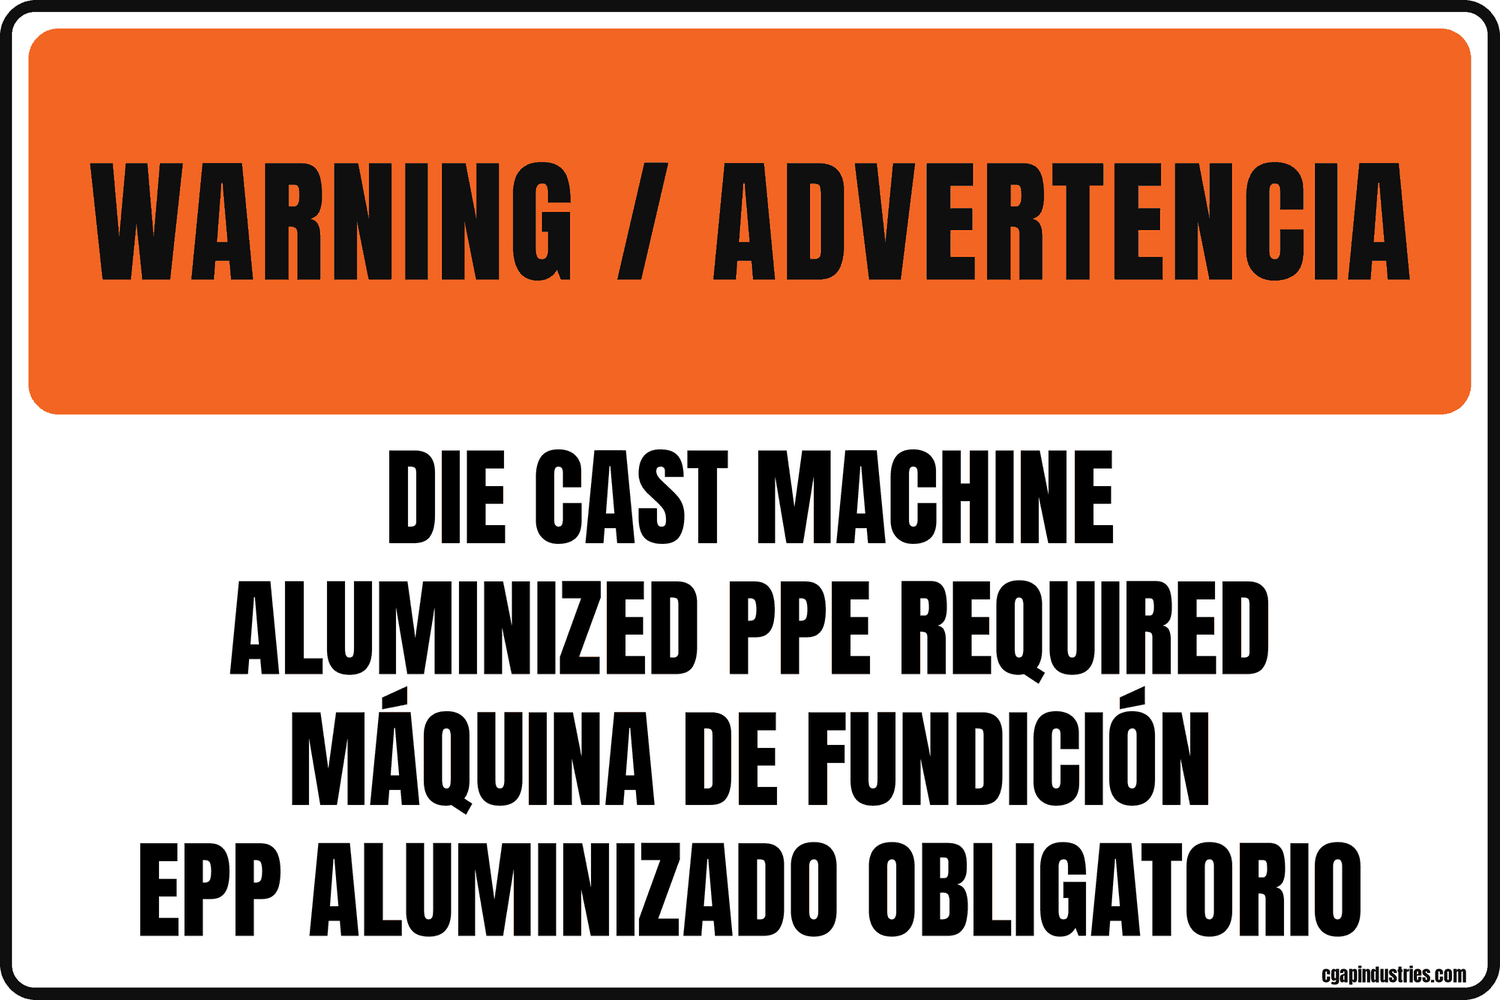 WARNING / ADVERTENCIA
DIE CAST MACHINE
ALUMINIZED PPE REQUIRED
MÁQUINA DE FUNDICIÓN
EPP ALUMINIZADO OBLIGATORIO
cgapindustries.com